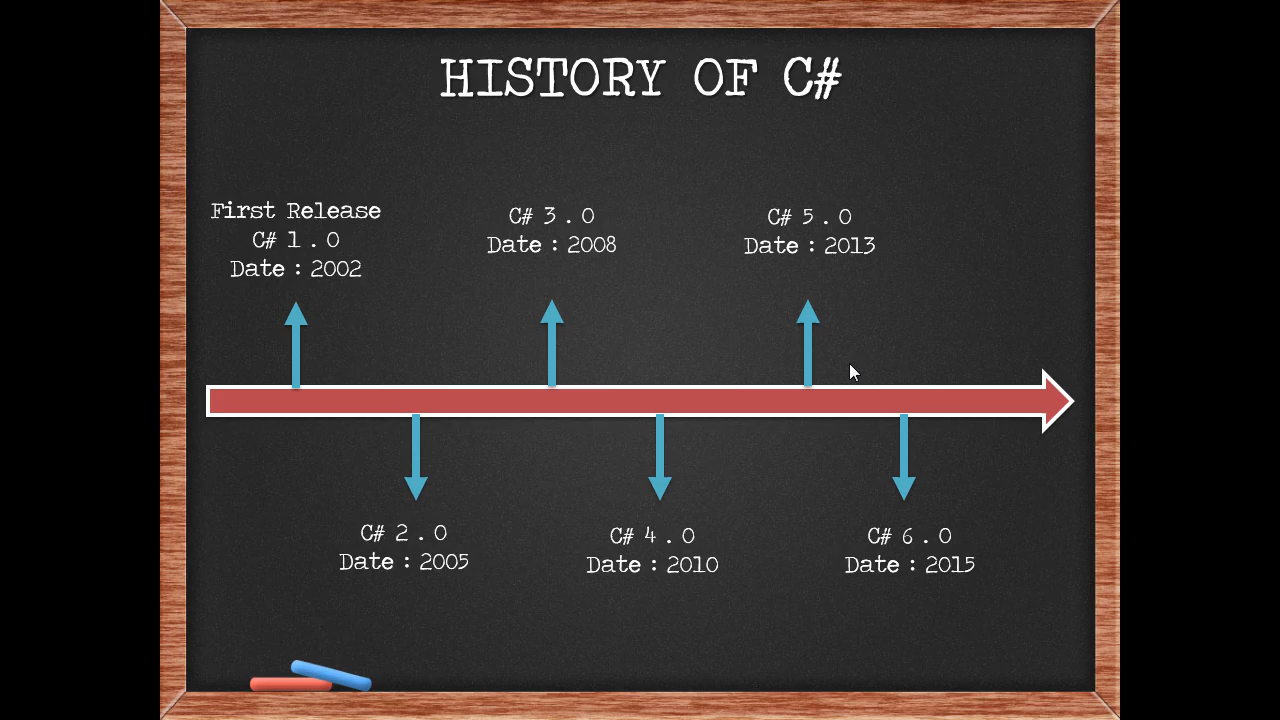 HISTORY OF C#
First Release
C# 1.0
Date : 2002
C# 3.0
Date : 2008
C# 5.0
Date : 2013
C# 2.0
Date : 2005
C# 4.0
Date : 2010
C# 6.0
Date : 2015